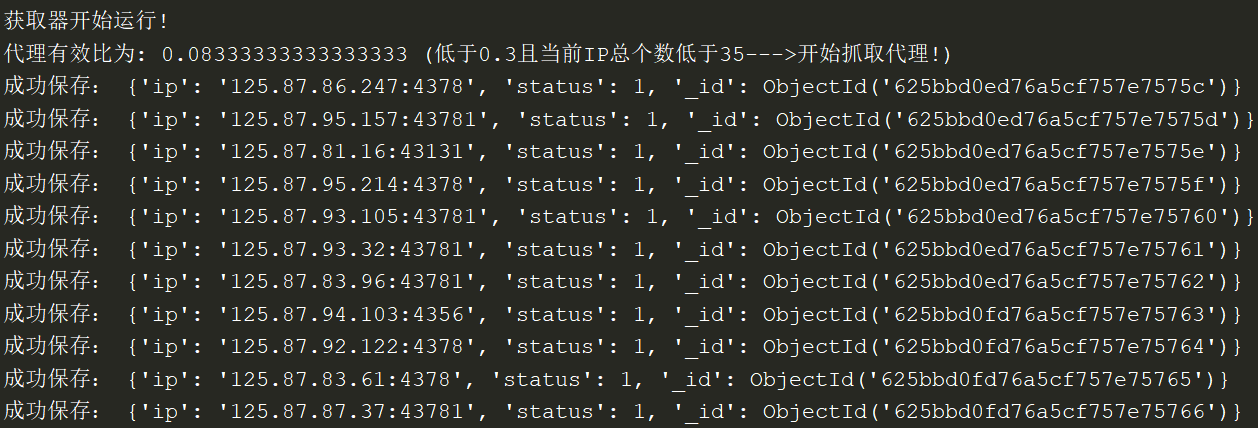 获取器开始运行!
代理有效比为: 0.08333333333333333 (低于0.3且当前IP总个数低于35--->开始抓取代理!)
成功保存: {'ip': '125.87.86.247:4378', 'status': 1, '_id': ObjectId('625bbd0ed76a5cf757e7575c')}
成功保存: {'ip': '125.87.95.157:43781', 'status': 1, '_id': ObjectId('625bbd0ed76a5cf757e7575d')}
成功保存: {'ip': '125.87.81.16:43131', 'status': 1, '_id': ObjectId('625bbd0ed76a5cf757e7575e')}
成功保存: {'ip': '125.87.95.214:4378', 'status': 1, '_id': ObjectId('625bbd0ed76a5cf757e7575f')}
成功保存: {'ip': '125.87.93.105:43781', 'status': 1, '_id': ObjectId('625bbd0ed76a5cf757e75760')}
成功保存: {'ip': '125.87.93.32:43781', 'status': 1, '_id': ObjectId('625bbd0ed76a5cf757e75761')}
成功保存: {'ip': '125.87.83.96:43781', 'status': 1, '_id': ObjectId('625bbd0ed76a5cf757e75762')}
成功保存: {'ip': '125.87.94.103:4356', 'status': 1, '_id': ObjectId('625bbd0fd76a5cf757e75763')}
成功保存: {'ip': '125.87.92.122:4378', 'status': 1, '_id': ObjectId('625bbd0fd76a5cf757e75764')}
成功保存: {'ip': '125.87.83.61:4378', 'status': 1, '_id': ObjectId('625bbd0fd76a5cf757e75765')}
成功保存: {'ip': '125.87.87.37:43781', 'status': 1, '_id': ObjectId('625bbd0fd76a5cf757e75766')}